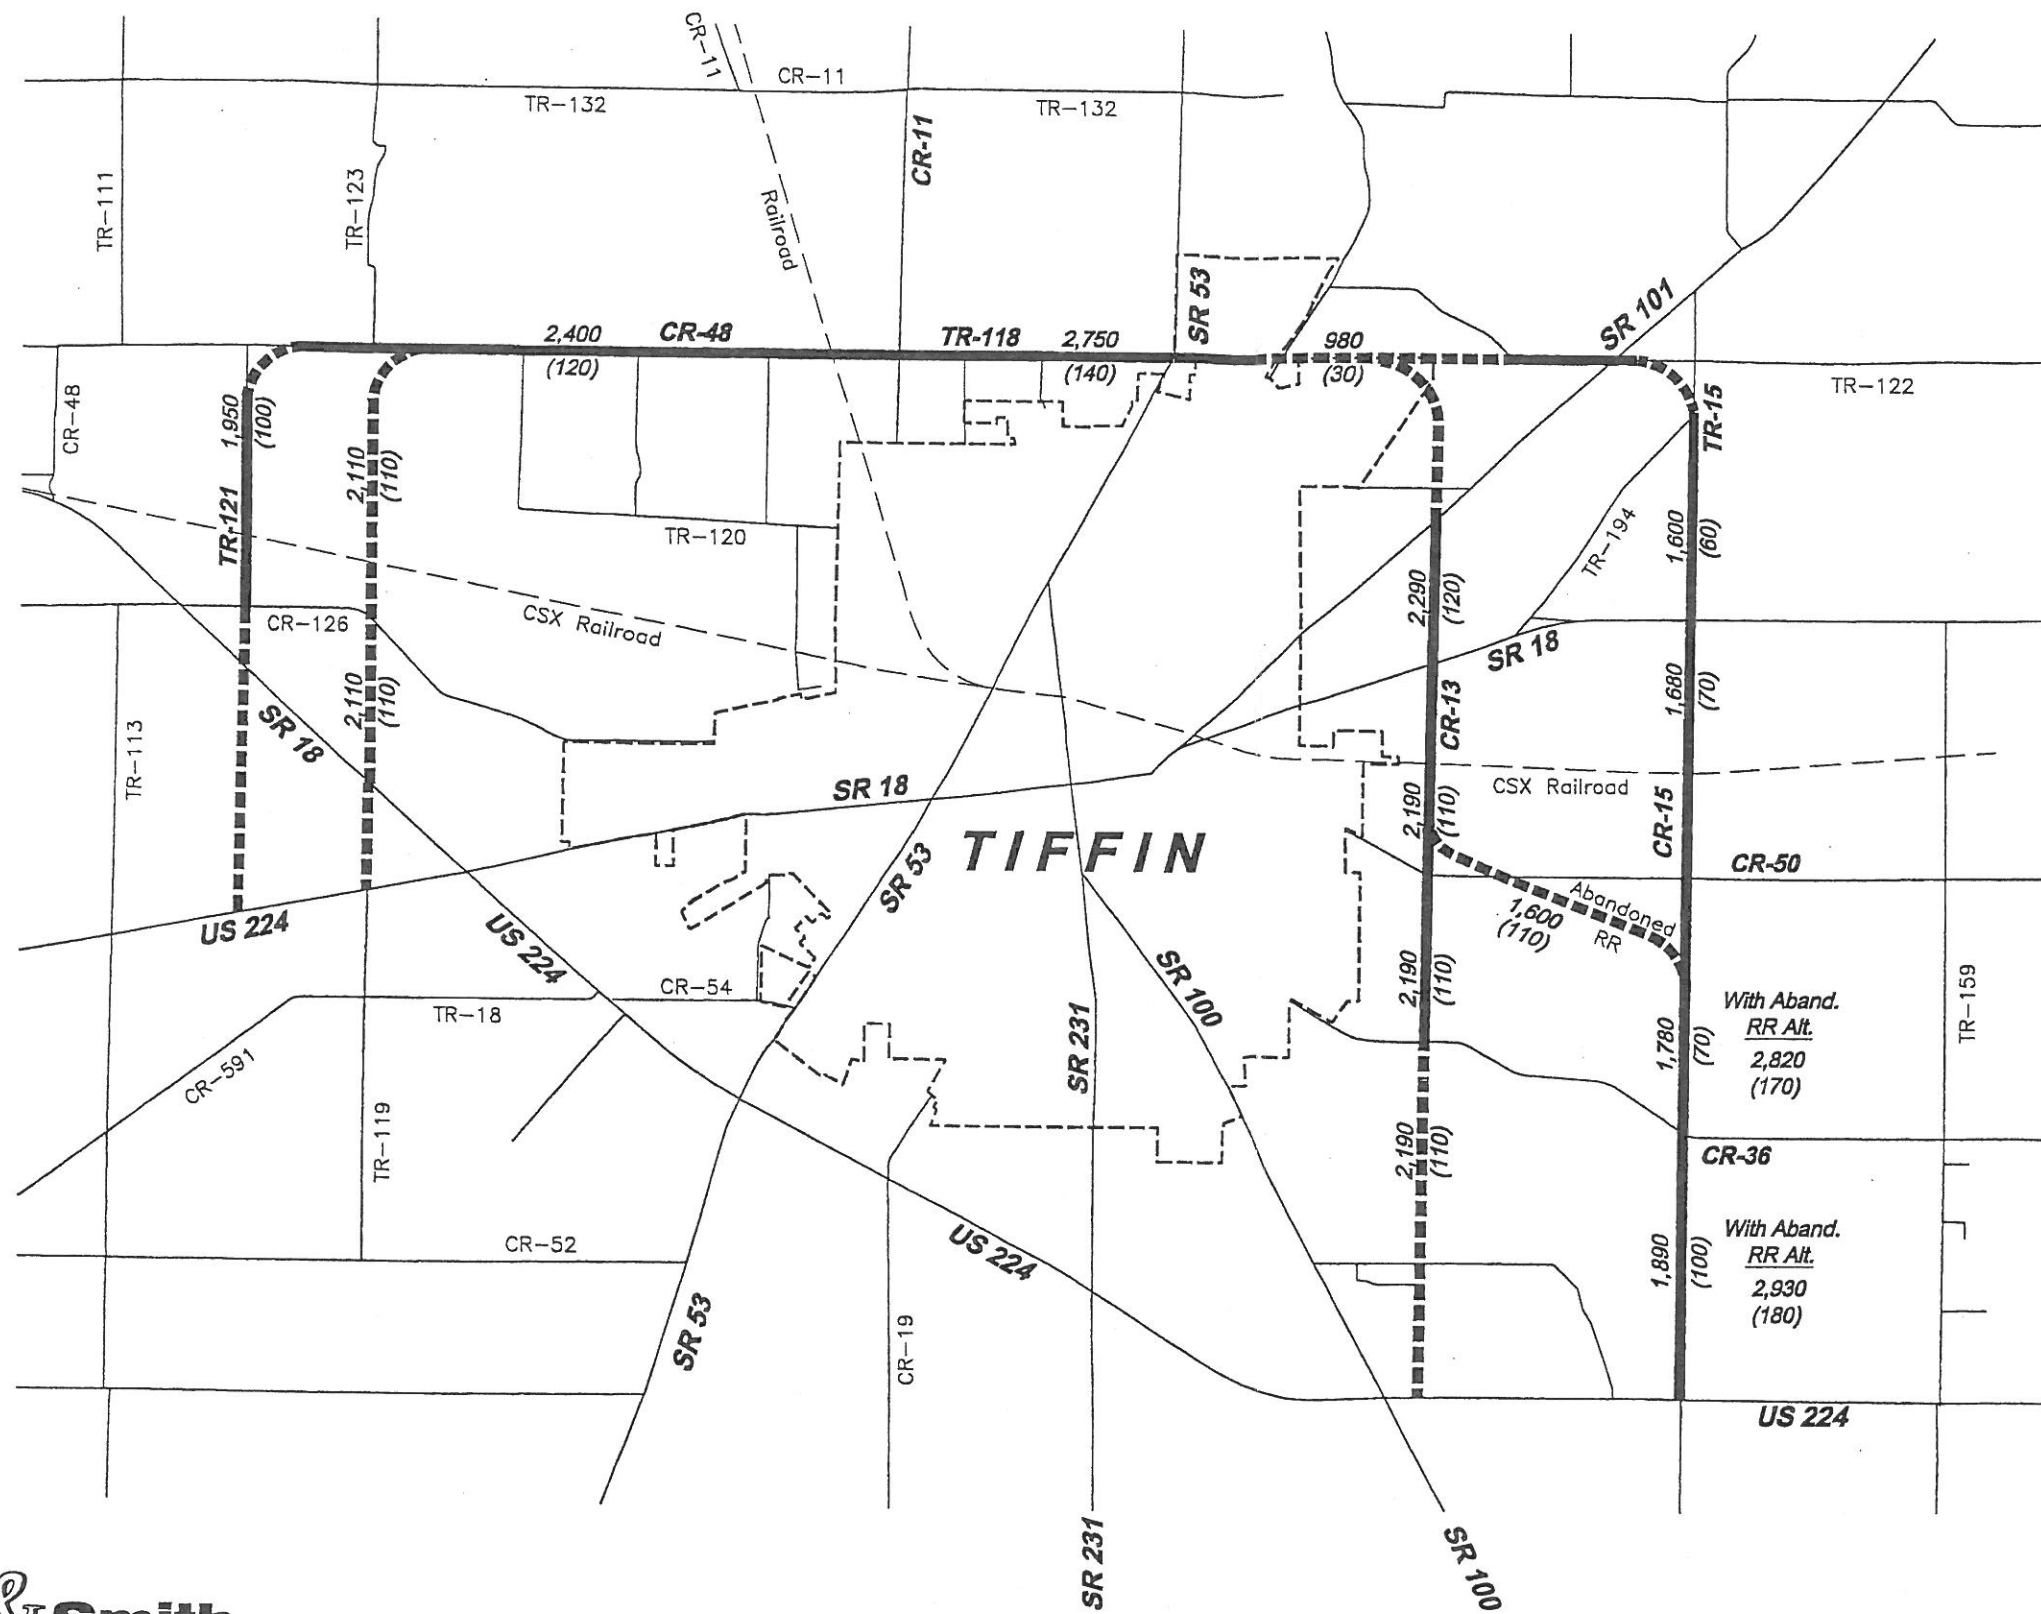 CR-11
CR-11
TR-132
TR-132
CR-11
TR-111
TR-123
Railroad
SR 53
SR 101
2,400
(120)
CR-48
TR-118
2,750
(140)
980
(30)
TR-122
TR-15
CR-48
1,950
(100)
2,110
(110)
TR-121
TR-120
CSX Railroad
CR-126
2,290
(120)
TR-194
1,600
(60)
SR 18
1,680
(70)
CR-13
2,110
(110)
SR 18
TR-113
SR 18
CSX Railroad
2,190
(110)
CR-15
TIFFIN
SR 53
CR-50
Abandoned
RR
1,600
(110)
US 224
US 224
SR 100
2,190
(110)
CR-54
TR-18
SR 231
With Aband.
RR Alt.
2,820
(170)
1,780
(70)
TR-159
CR-591
TR-119
2,190
(110)
CR-36
CR-52
US 224
With Aband.
RR Alt.
2,930
(180)
1,890
(100)
SR 53
CR-19
US 224
SR 231
SR 100
& Smith